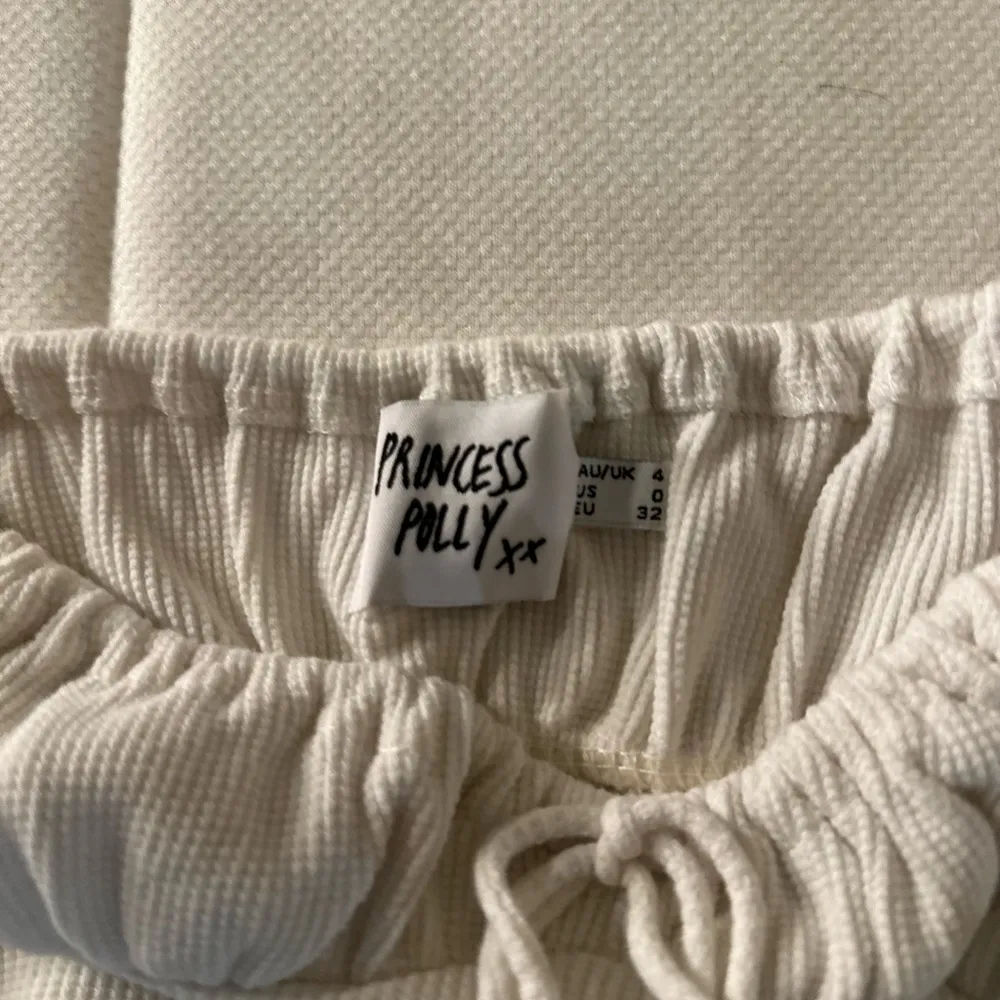 PRINCESS
POLLY xx
AU/UK 4
US 0
EU 32